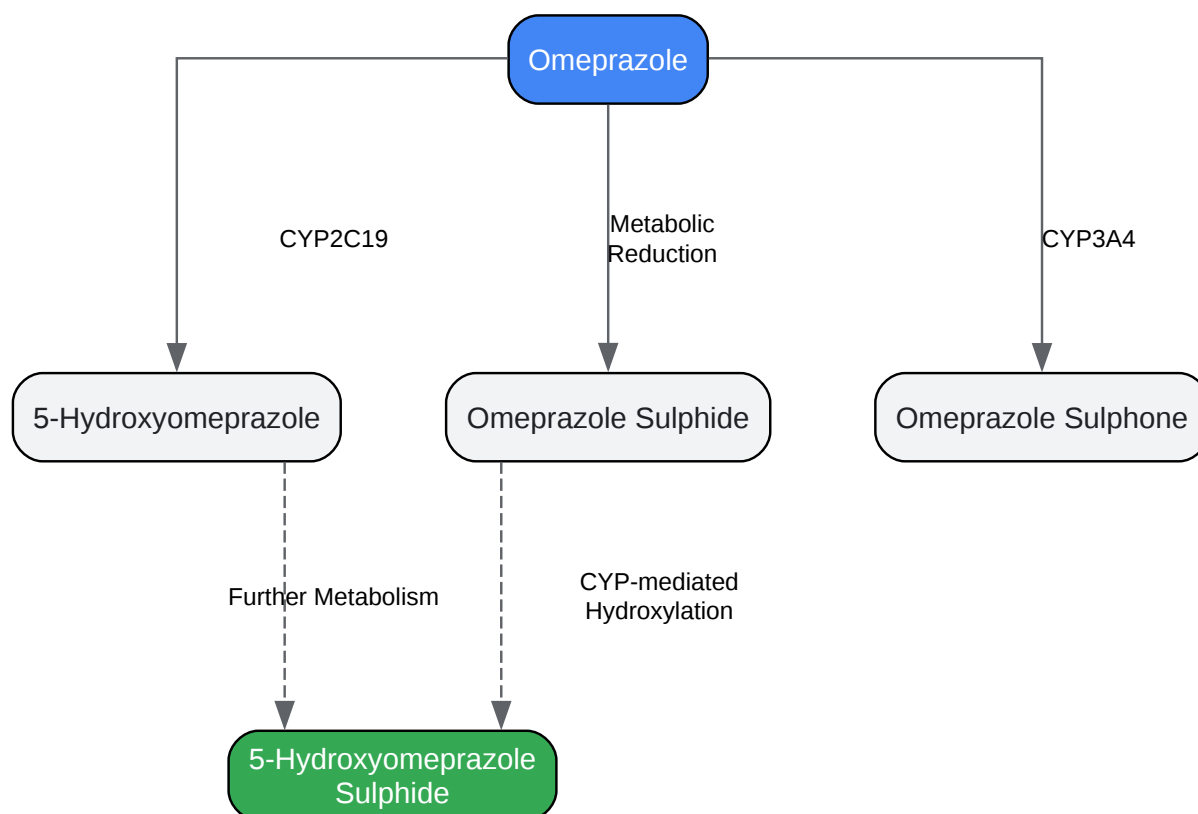 Omeprazole
CYP2C19
Metabolic
Reduction
CYP3A4
5-Hydroxyomeprazole
Omeprazole Sulphide
Omeprazole Sulphone
Further Metabolism
CYP-mediated
Hydroxylation
5-Hydroxyomeprazole
Sulphide